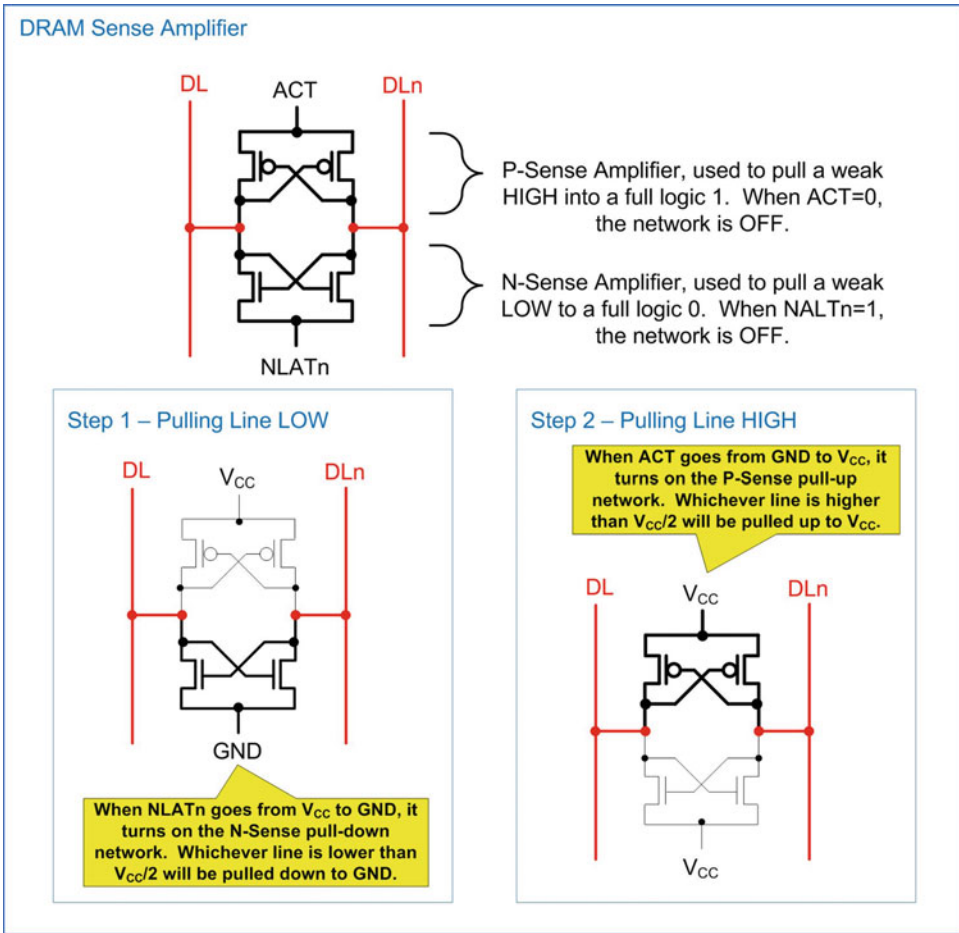 DRAM Sense Amplifier
DL
ACT
DLn
P-Sense Amplifier, used to pull a weak
HIGH into a full logic 1. When ACT=0,
the network is OFF.
N-Sense Amplifier, used to pull a weak
LOW to a full logic 0. When NALTn=1,
the network is OFF.
NLATn
Step 1 – Pulling Line LOW
DL
VCC
DLn
GND
When NLATn goes from VCC to GND, it
turns on the N-Sense pull-down
network. Whichever line is lower than
VCC/2 will be pulled down to GND.
Step 2 – Pulling Line HIGH
When ACT goes from GND to VCC, it
turns on the P-Sense pull-up
network. Whichever line is higher
than VCC/2 will be pulled up to VCC.
DL
VCC
DLn
VCC